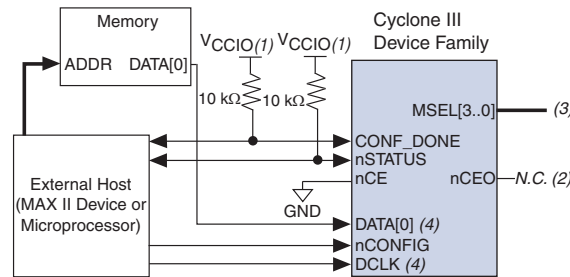 Memory
ADDR DATA[0]
VCCIO(1) VCCIO(1)
10 kΩ 10 kΩ
Cyclone III
Device Family
MSEL[3..0] (3)
CONF_DONE
nSTATUS
nCE nCEO N.C. (2)
GND
External Host
(MAX II Device or
Microprocessor)
DATA[0] (4)
nCONFIG
DCLK (4)